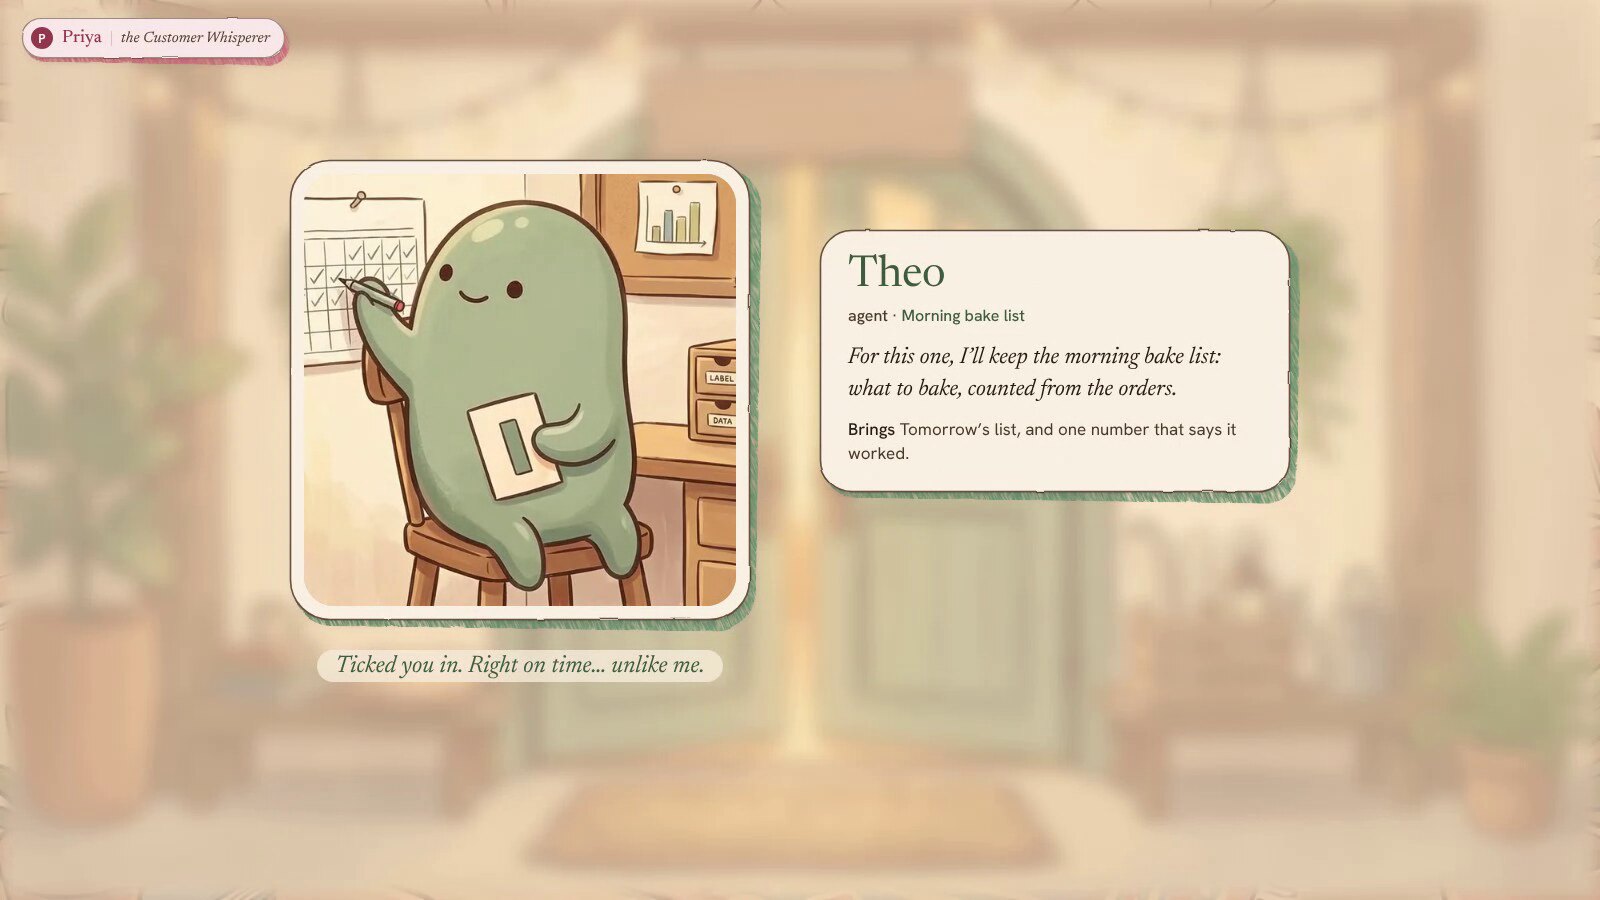 P Priya the Customer Whisperer
LABEL
DATA
Ticked you in. Right on time... unlike me.
Theo
agent · Morning bake list
For this one, I’ll keep the morning bake list:
what to bake, counted from the orders.
Brings Tomorrow’s list, and one number that says it
worked.